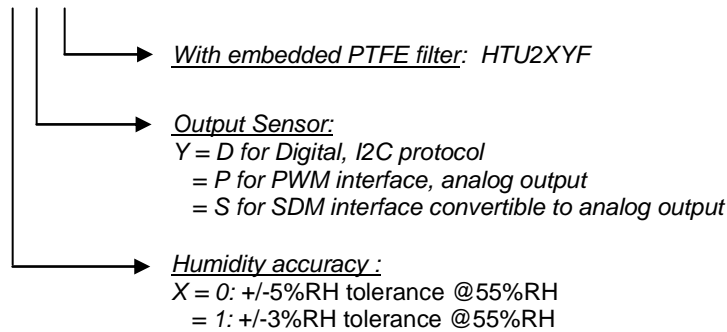 With embedded PTFE filter: HTU2XYF
Output Sensor:
Y = D for Digital, I2C protocol
= P for PWM interface, analog output
= S for SDM interface convertible to analog output
Humidity accuracy :
X = 0: +/-5%RH tolerance @55%RH
= 1: +/-3%RH tolerance @55%RH